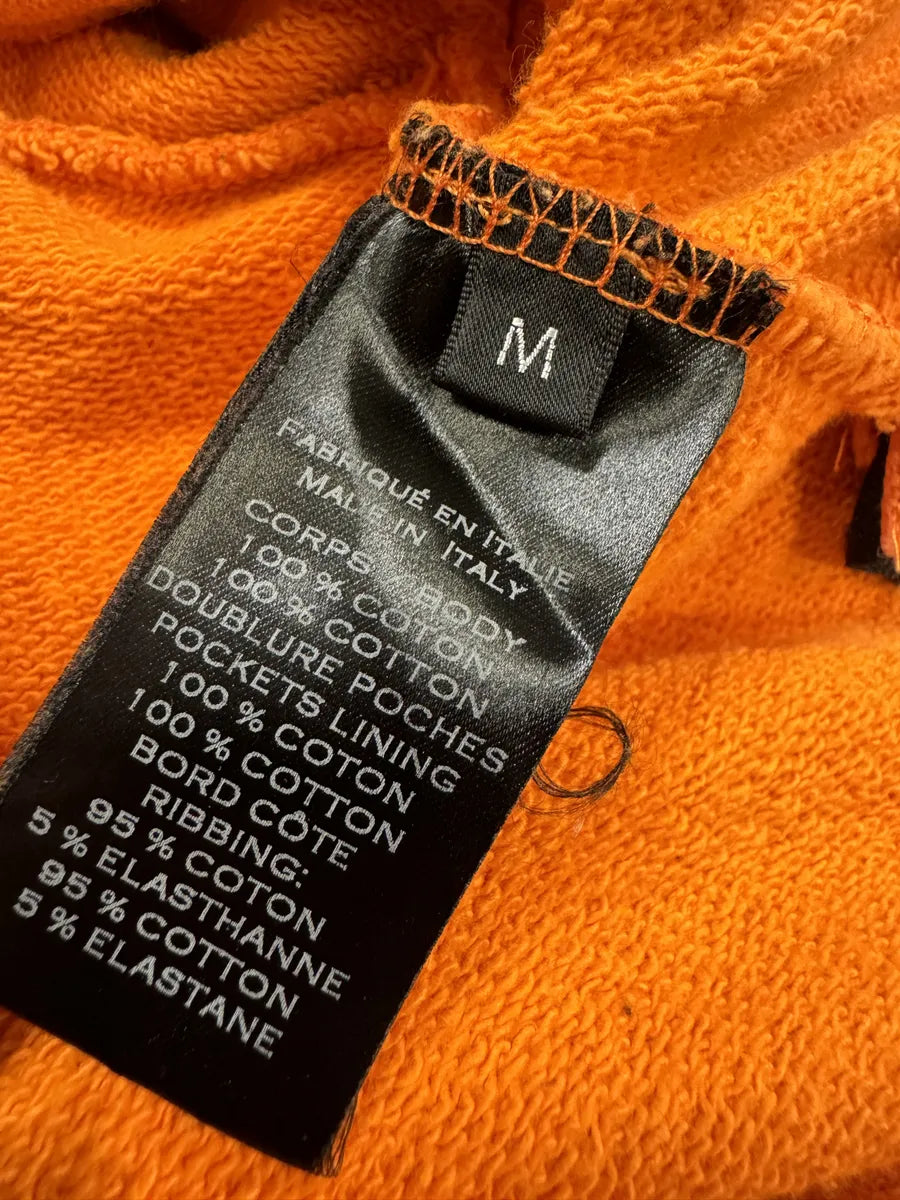 M
FABRIQUÉ EN ITALIE
MADE IN ITALY
CORPS / BODY
100 % COTON
100 % COTTON
DOUBLURE POCHES
POCKETS LINING
100 % COTON
100 % COTTON
BORD CÔTE
RIBBING:
95 % COTON
5 % ELASTHANNE
95 % COTTON
5 % ELASTANE